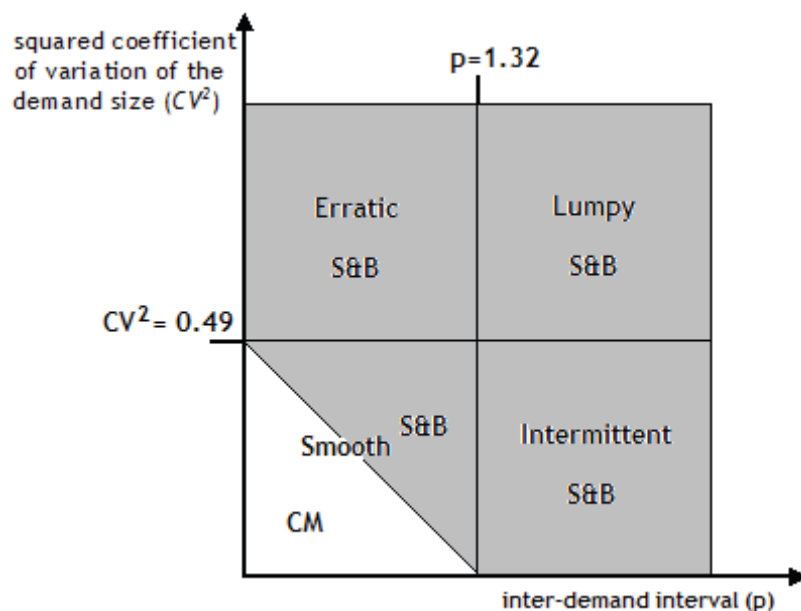 squared coefficient
of variation of the
demand size (CV²)
p=1.32
Erratic
S&B
Lumpy
S&B
CV²= 0.49
Smooth
S&B
CM
Intermittent
S&B
inter-demand interval (p)